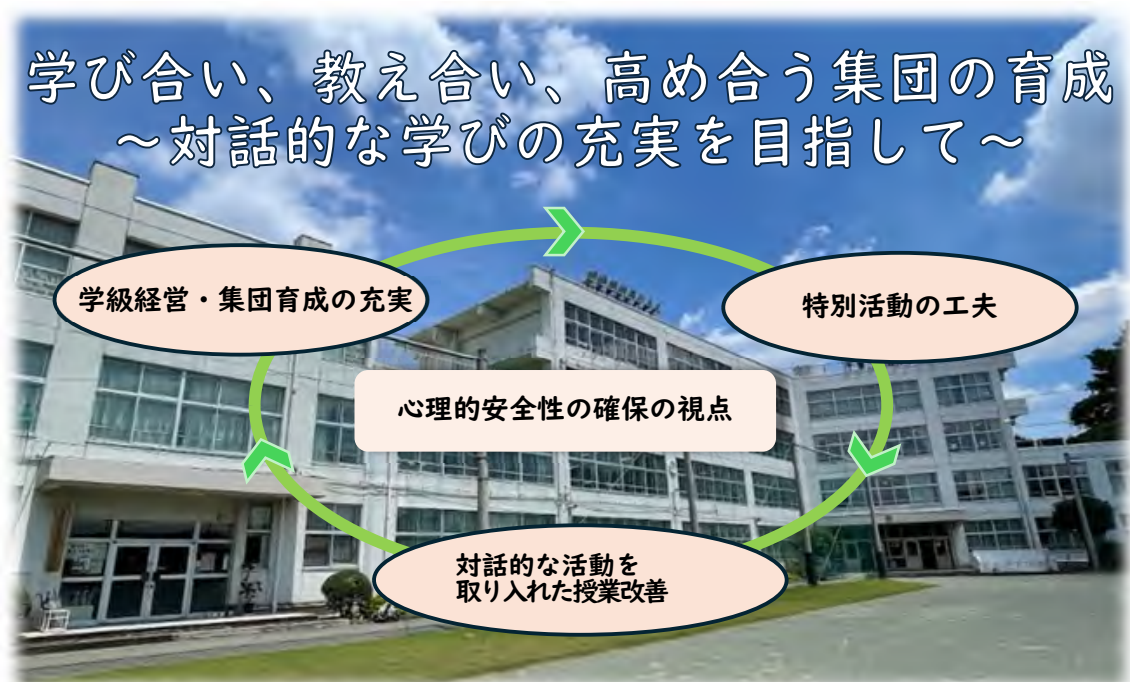 学び合い、教え合い、高め合う集団の育成
～対話的な学びの充実を目指して～
学級経営・集団育成の充実
特別活動の工夫
心理的安全性の確保の視点
対話的な活動を
取り入れた授業改善